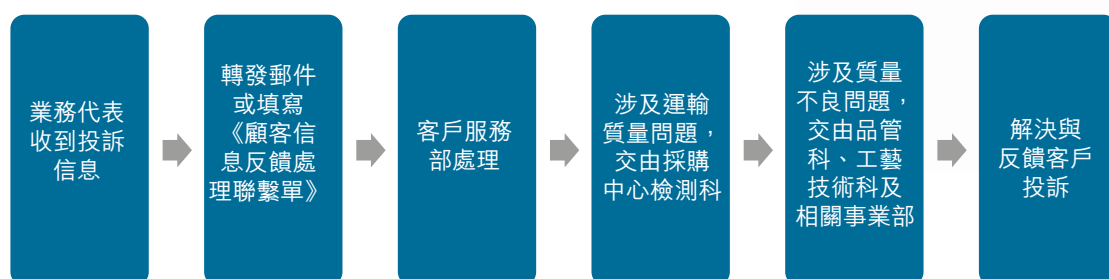 業務代表
收到投訴
信息
轉發郵件
或填寫
《顧客信
息反饋處
理聯繫單》
客戶服務
部處理
涉及運輸
質量問題，
交由採購
中心檢測科
涉及質量
不良問題，
交由品管
科、工藝
技術科及
相關事業部
解決與
反饋客戶
投訴